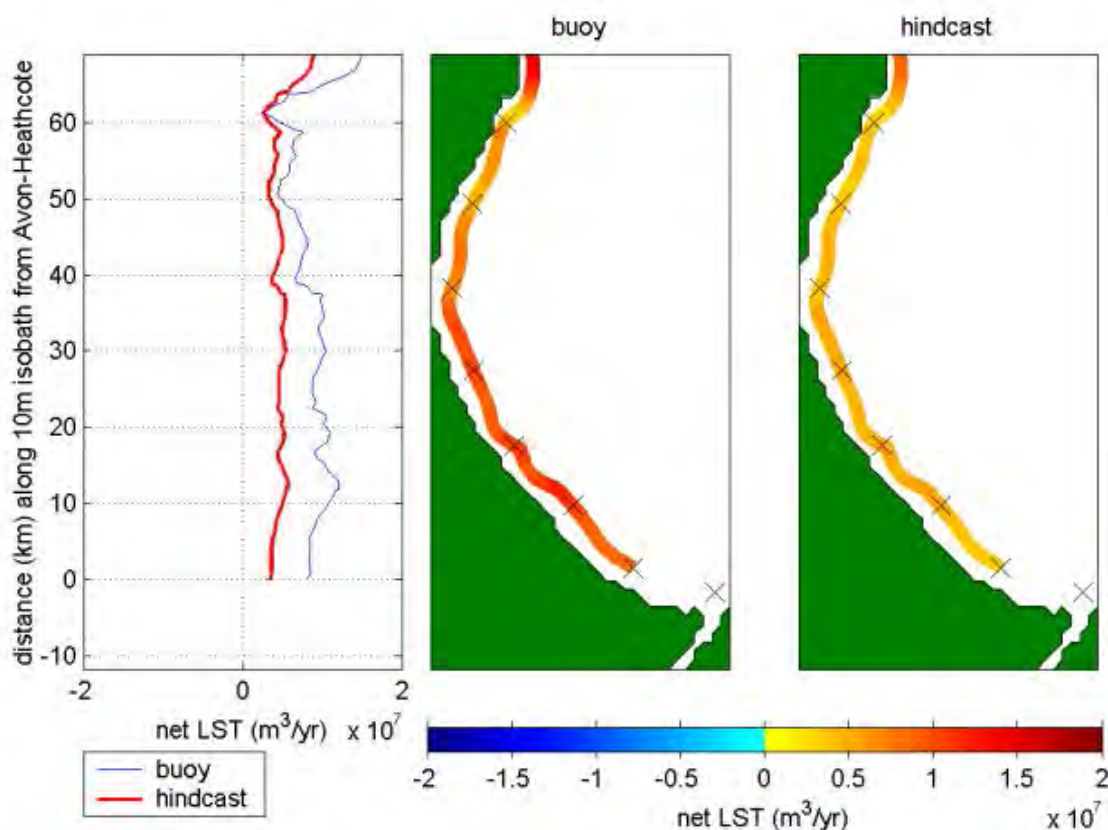 buoy
hindcast
distance (km) along 10m isobath from Avon-Heathcote
60
50
40
30
20
10
0
-10
-2
0
2
net LST (m³/yr)
x 10⁷
buoy
hindcast
-2
-1.5
-1
-0.5
0
0.5
1
1.5
2
net LST (m³/yr)
x 10⁷